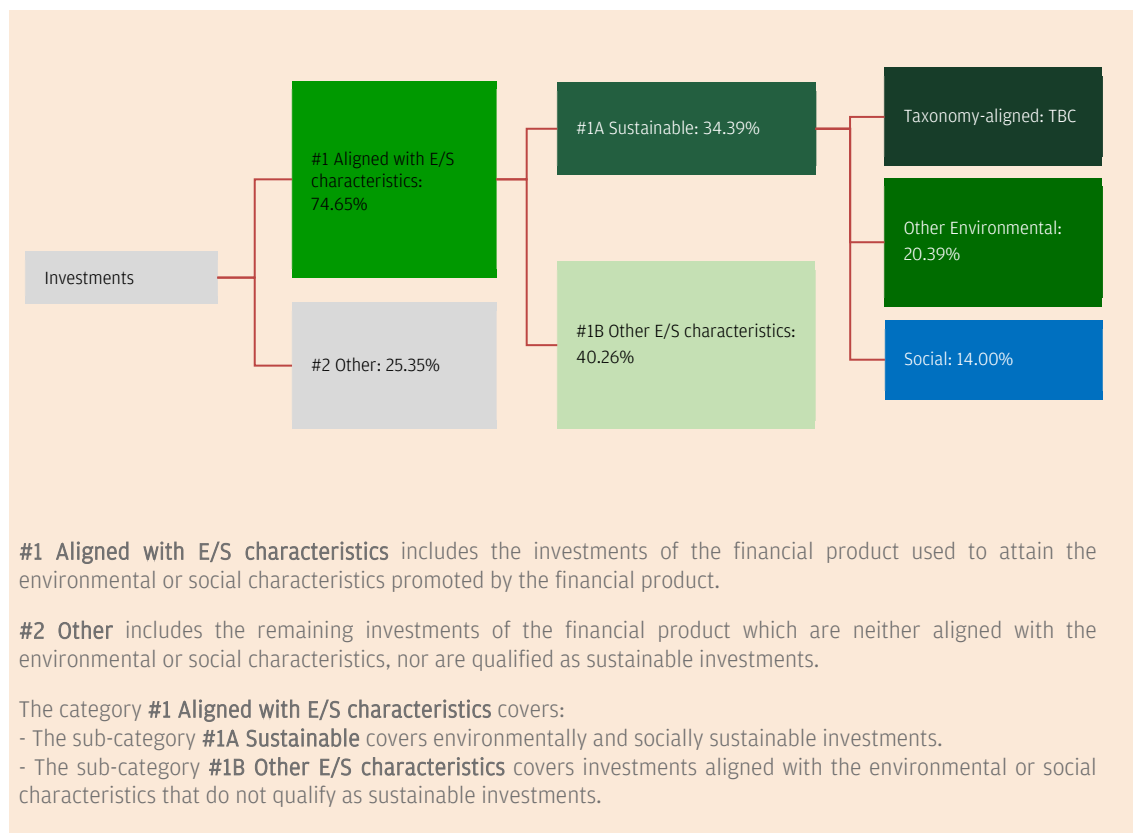 Investments
#1 Aligned with E/S
characteristics:
74.65%
#2 Other: 25.35%
#1A Sustainable: 34.39%
#1B Other E/S characteristics:
40.26%
Taxonomy-aligned: TBC
Other Environmental:
20.39%
Social: 14.00%
#1 Aligned with E/S characteristics includes the investments of the financial product used to attain the
environmental or social characteristics promoted by the financial product.
#2 Other includes the remaining investments of the financial product which are neither aligned with the
environmental or social characteristics, nor are qualified as sustainable investments.
The category #1 Aligned with E/S characteristics covers:
- The sub-category #1A Sustainable covers environmentally and socially sustainable investments.
- The sub-category #1B Other E/S characteristics covers investments aligned with the environmental or social
characteristics that do not qualify as sustainable investments.